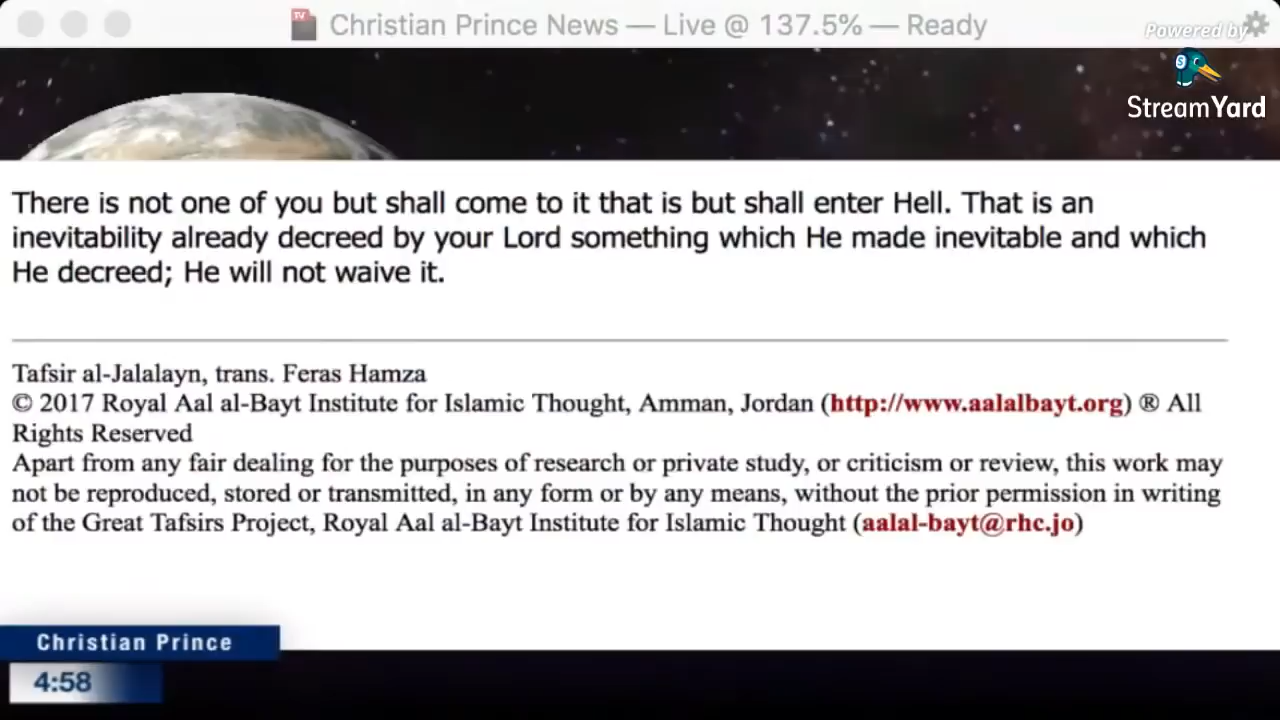 TV
Christian Prince News — Live @ 137.5% — Ready
Powered by
S
StreamYard
There is not one of you but shall come to it that is but shall enter Hell. That is an
inevitability already decreed by your Lord something which He made inevitable and which
He decreed; He will not waive it.
Tafsir al-Jalalayn, trans. Feras Hamza
© 2017 Royal Aal al-Bayt Institute for Islamic Thought, Amman, Jordan (http://www.aalalbayt.org) ® All
Rights Reserved
Apart from any fair dealing for the purposes of research or private study, or criticism or review, this work may
not be reproduced, stored or transmitted, in any form or by any means, without the prior permission in writing
of the Great Tafsirs Project, Royal Aal al-Bayt Institute for Islamic Thought (aalal-bayt@rhc.jo)
Christian Prince
4:58